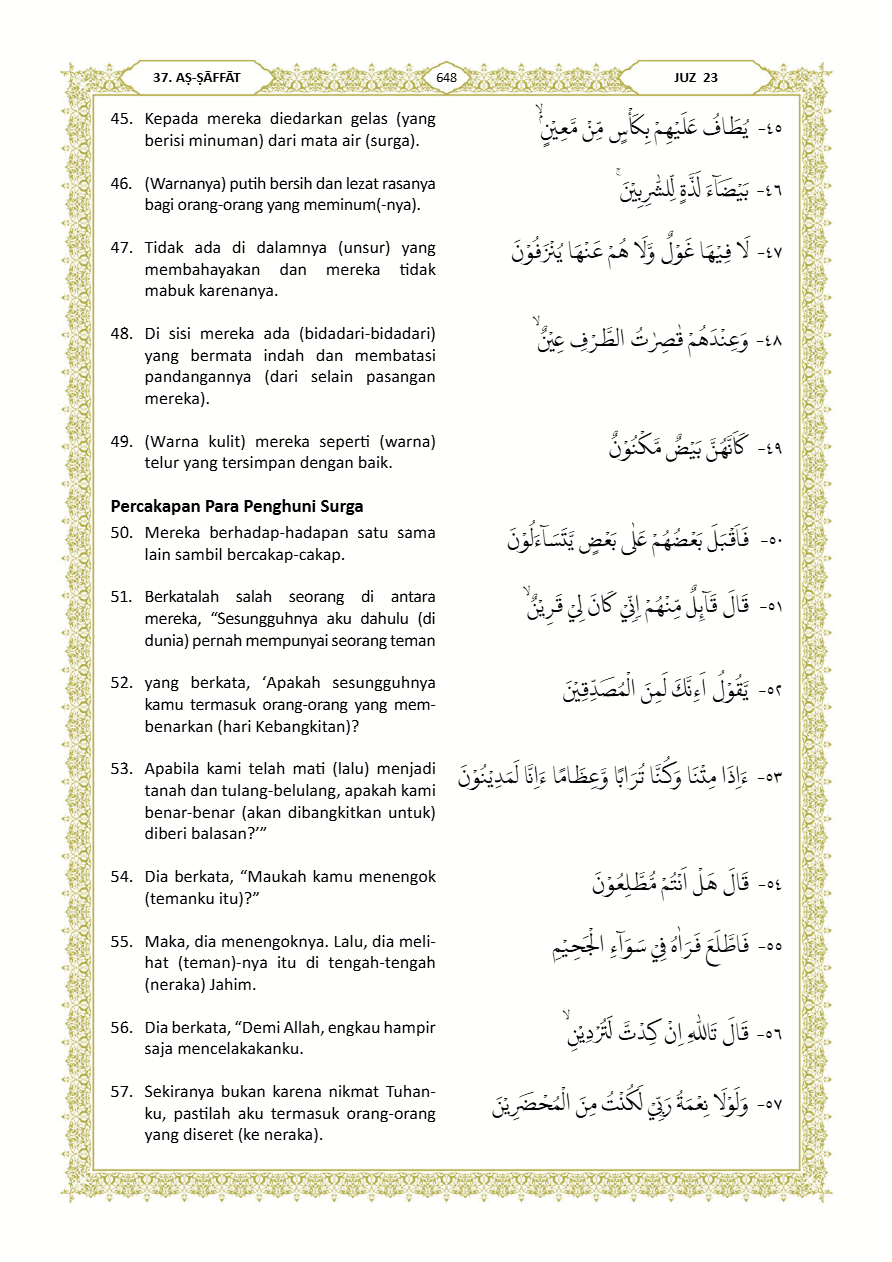 37. AṢ-ṢĀFFĀT
648
JUZ 23
45. Kepada mereka diedarkan gelas (yang
berisi minuman) dari mata air (surga).
٤٥- يُطَافُ عَلَيْهِمْ بِكَأْسٍ مِّنْ مَّعِيْنٍۢ ۙ
46. (Warnanya) putih bersih dan lezat rasanya
bagi orang-orang yang meminum(-nya).
٤٦- بَيْضَاۤءَ لَذَّةٍ لِّلشّٰرِبِيْنَۚ
47. Tidak ada di dalamnya (unsur) yang
membahayakan dan mereka tidak
mabuk karenanya.
٤٧- لَا فِيْهَا غَوْلٌ وَّلَا هُمْ عَنْهَا يُنْزَفُوْنَ
48. Di sisi mereka ada (bidadari-bidadari)
yang bermata indah dan membatasi
pandangannya (dari selain pasangan
mereka).
٤٨- وَعِنْدَهُمْ قٰصِرٰتُ الطَّرْفِ عِيْنٌ ۙ
49. (Warna kulit) mereka seperti (warna)
telur yang tersimpan dengan baik.
٤٩- كَاَنَّهُنَّ بَيْضٌ مَّكْنُوْنٌ
Percakapan Para Penghuni Surga
50. Mereka berhadap-hadapan satu sama
lain sambil bercakap-cakap.
٥٠- فَاَقْبَلَ بَعْضُهُمْ عَلٰى بَعْضٍ يَّتَسَاۤءَلُوْنَ
51. Berkatalah salah seorang di antara
mereka, “Sesungguhnya aku dahulu (di
dunia) pernah mempunyai seorang teman
٥١- قَالَ قَاۤىِٕلٌ مِّنْهُمْ اِنِّيْ كَانَ لِيْ قَرِيْنٌ ۙ
52. yang berkata, ‘Apakah sesungguhnya
kamu termasuk orang-orang yang mem-
benarkan (hari Kebangkitan)?
٥٢- يَّقُوْلُ اَءِنَّكَ لَمِنَ الْمُصَدِّقِيْنَ
53. Apabila kami telah mati (lalu) menjadi
tanah dan tulang-belulang, apakah kami
benar-benar (akan dibangkitkan untuk)
diberi balasan?’”
٥٣- ءَاِذَا مِتْنَا وَكُنَّا تُرَابًا وَّعِظَامًا ءَاِنَّا لَمَدِيْنُوْنَ
54. Dia berkata, “Maukah kamu menengok
(temanku itu)?”
٥٤- قَالَ هَلْ اَنْتُمْ مُّطَّلِعُوْنَ
55. Maka, dia menengoknya. Lalu, dia meli-
hat (teman)-nya itu di tengah-tengah
(neraka) Jahim.
٥٥- فَاطَّلَعَ فَرَاٰهُ فِيْ سَوَاۤءِ الْجَحِيْمِ
56. Dia berkata, “Demi Allah, engkau hampir
saja mencelakakanku.
٥٦- قَالَ تَاللّٰهِ اِنْ كِدْتَّ لَتُرْدِيْنِ ۙ
57. Sekiranya bukan karena nikmat Tuhan-
ku, pastilah aku termasuk orang-orang
yang diseret (ke neraka).
٥٧- وَلَوْلَا نِعْمَةُ رَبِّيْ لَكُنْتُ مِنَ الْمُحْضَرِيْنَ